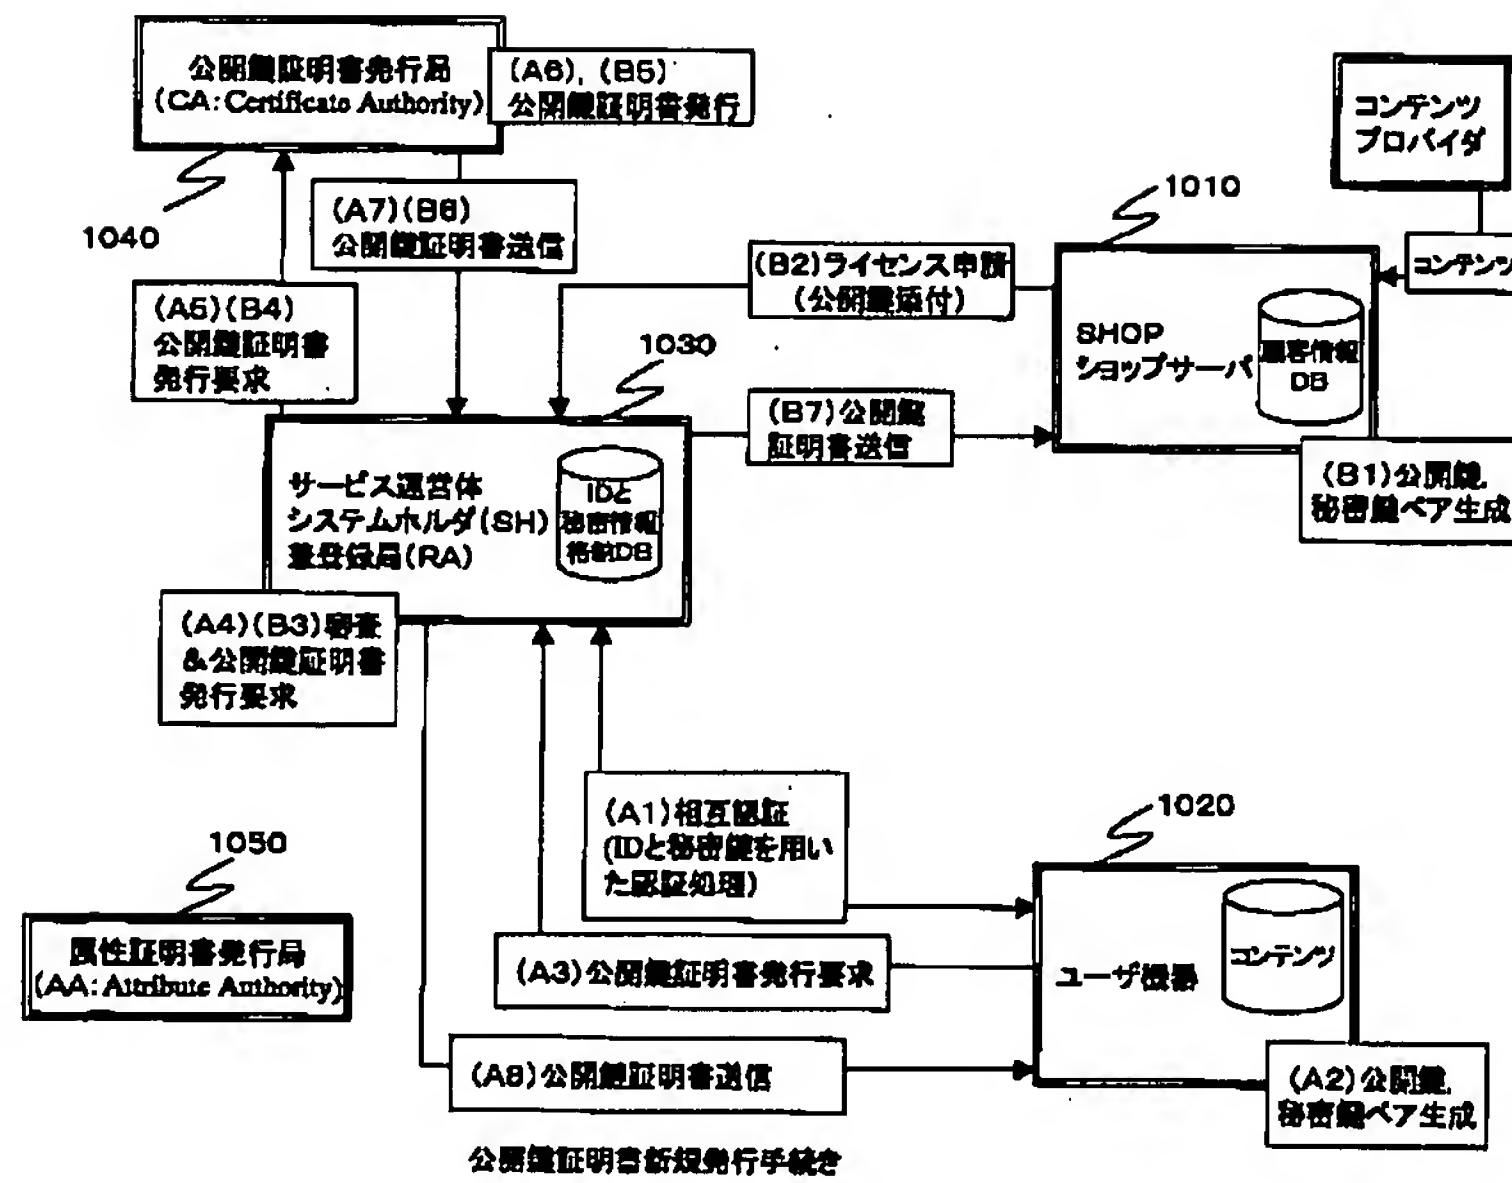 公開鍵証明書発行局
(CA:Certificate Authority)
(A6), (B5)
公開鍵証明書発行
コンテンツ
プロバイダ
1040
(A7)(B6)
公開鍵証明書送信
1010
(B2)ライセンス申請
(公開鍵添付)
コンテンツ
(A5)(B4)
公開鍵証明書
発行要求
1030
SHOP
ショップサーバ
顧客情報
DB
(B7)公開鍵
証明書送信
(B1)公開鍵,
秘密鍵ペア生成
サービス運営体
システムホルダ(SH)
兼登録局(RA)
IDと
秘密情報
格納DB
(A4)(B3)審査
&公開鍵証明書
発行要求
(A1)相互認証
(IDと秘密鍵を用い
た認証処理)
1020
1050
属性証明書発行局
(AA:Attribute Authority)
(A3)公開鍵証明書発行要求
ユーザ機器
コンテンツ
(A8)公開鍵証明書送信
(A2)公開鍵,
秘密鍵ペア生成
公開鍵証明書新規発行手続き